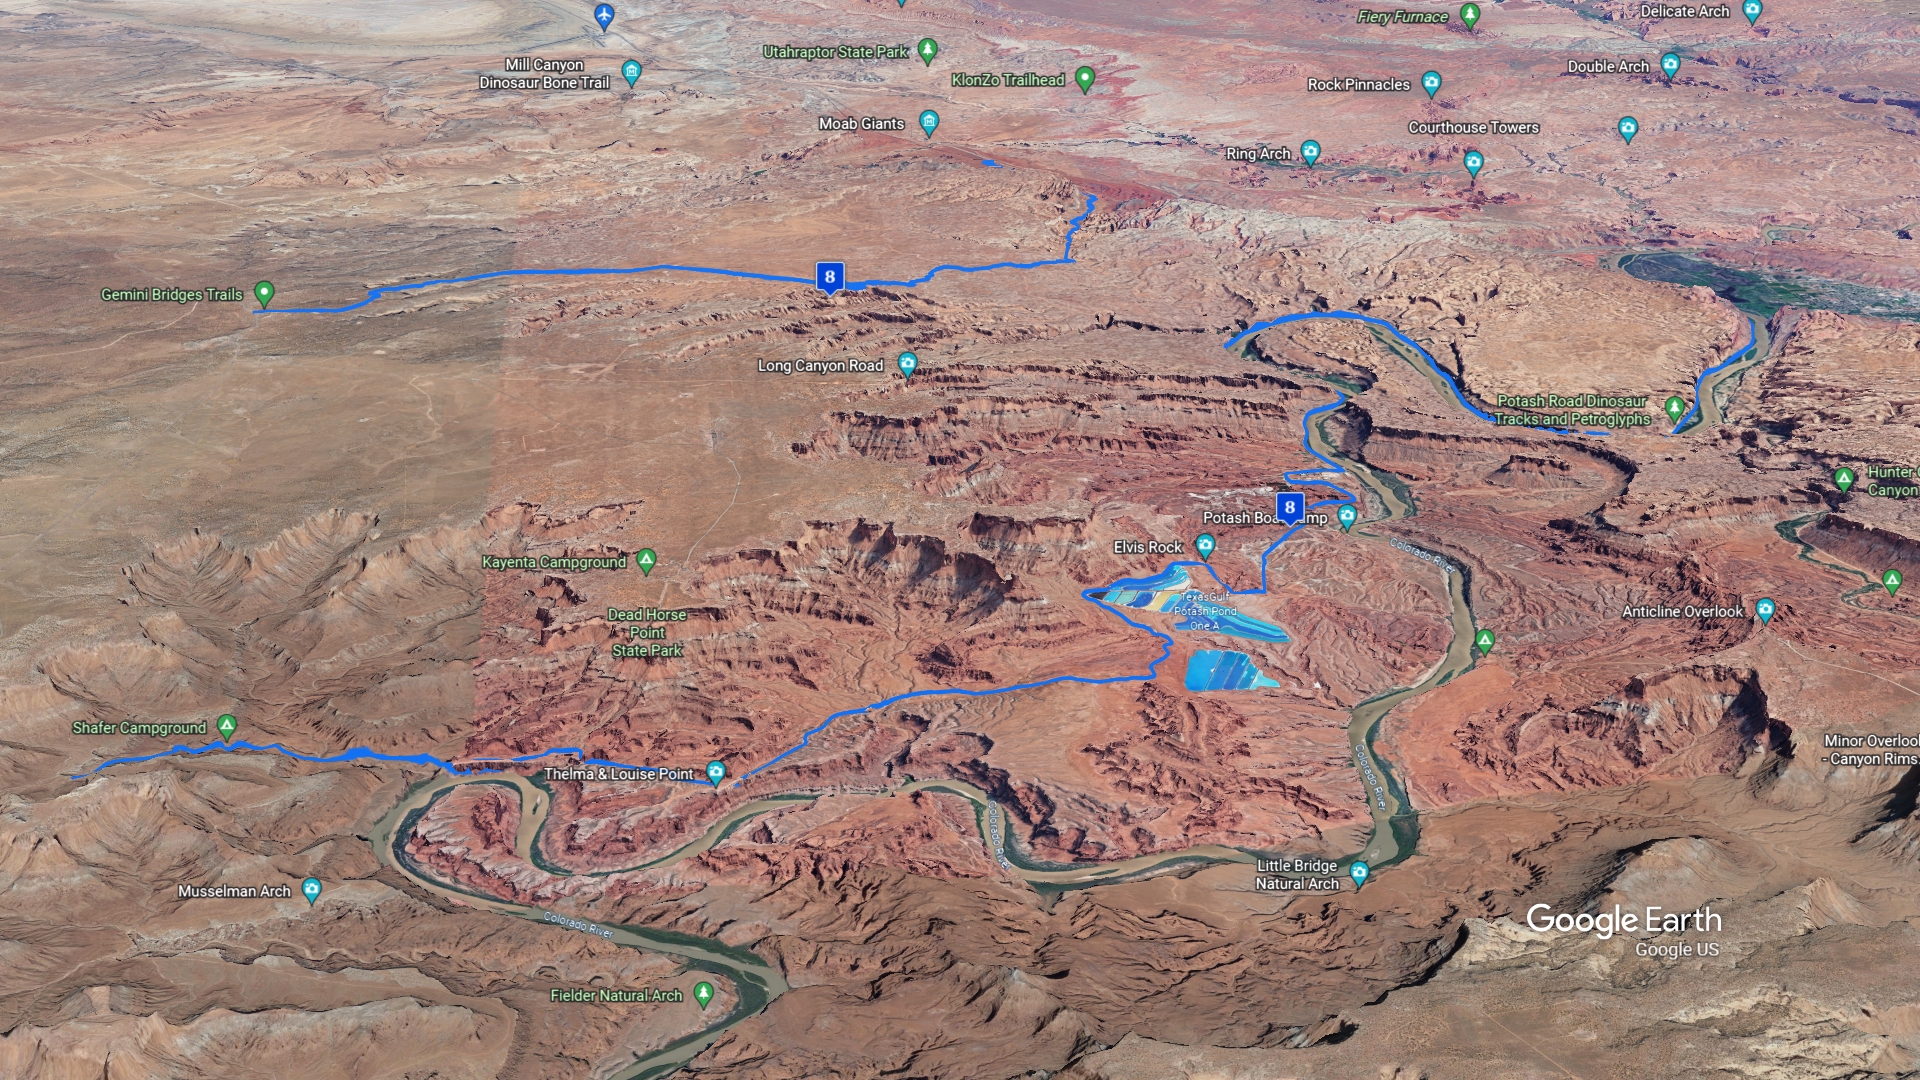 Fiery Furnace
Delicate Arch
Utahraptor State Park
Mill Canyon
Dinosaur Bone Trail
KlonZo Trailhead
Rock Pinnacles
Double Arch
Moab Giants
Courthouse Towers
Ring Arch
8
Gemini Bridges Trails
Long Canyon Road
Potash Road Dinosaur
Tracks and Petroglyphs
Hunter
Canyon
8
Potash Boat Ramp
Elvis Rock
Colorado River
Kayenta Campground
TexasGulf
Potash Pond
One A
Anticline Overlook
Dead Horse
Point
State Park
Shafer Campground
Minor Overlook
- Canyon Rims
Thelma & Louise Point
Colorado River
Colorado River
Little Bridge
Natural Arch
Musselman Arch
Colorado River
Google Earth
Google US
Fielder Natural Arch